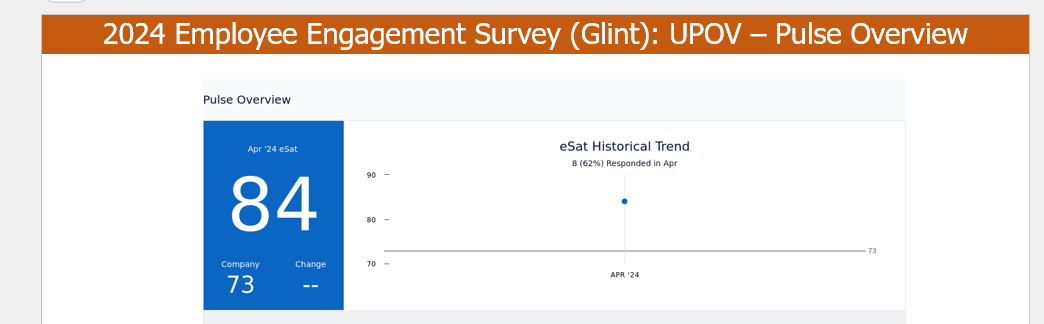 2024 Employee Engagement Survey (Glint): UPOV – Pulse Overview
Pulse Overview
Apr '24 eSat
84
Company
73
Change
--
eSat Historical Trend
8 (62%) Responded in Apr
90
80
70
73
APR '24